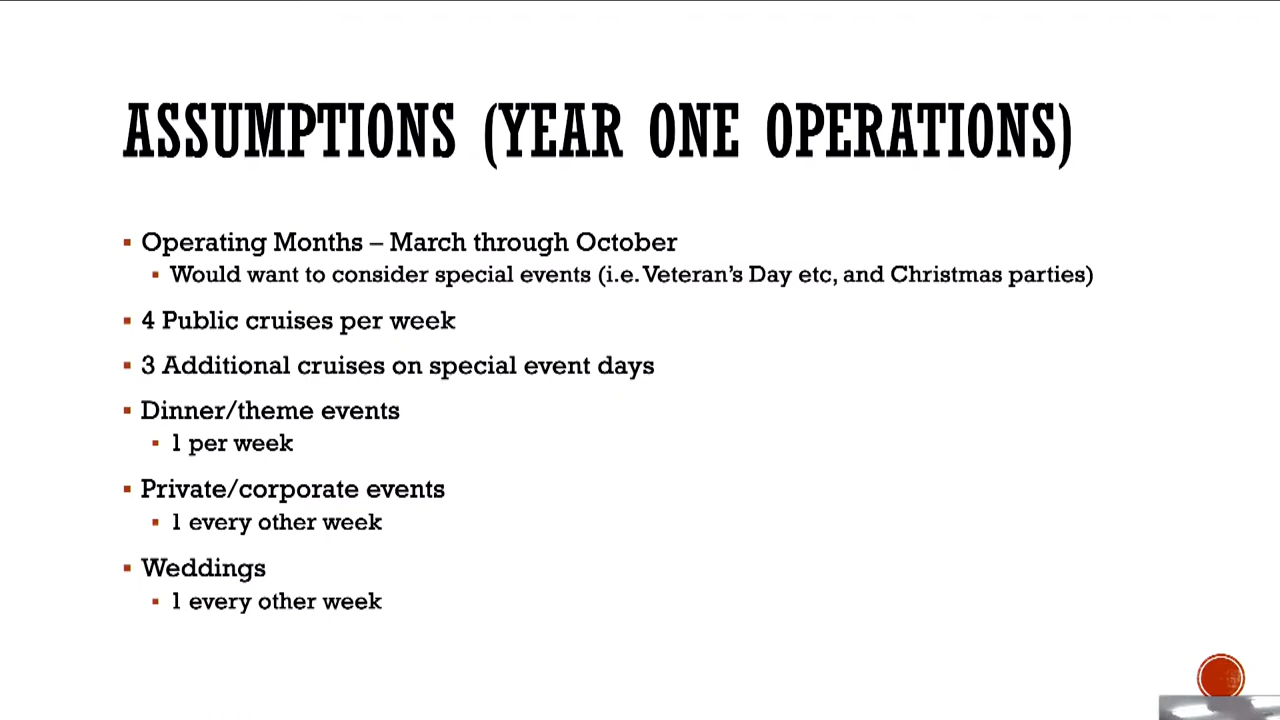 ASSUMPTIONS (YEAR ONE OPERATIONS)
▪ Operating Months – March through October
▪ Would want to consider special events (i.e. Veteran's Day etc, and Christmas parties)
▪ 4 Public cruises per week
▪ 3 Additional cruises on special event days
▪ Dinner/theme events
▪ 1 per week
▪ Private/corporate events
▪ 1 every other week
▪ Weddings
▪ 1 every other week